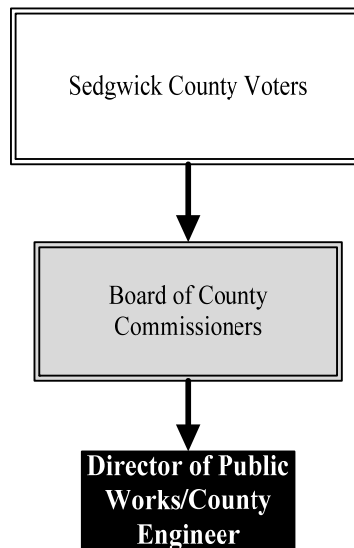 Sedgwick County Voters
Board of County
Commissioners
Director of Public
Works/County
Engineer